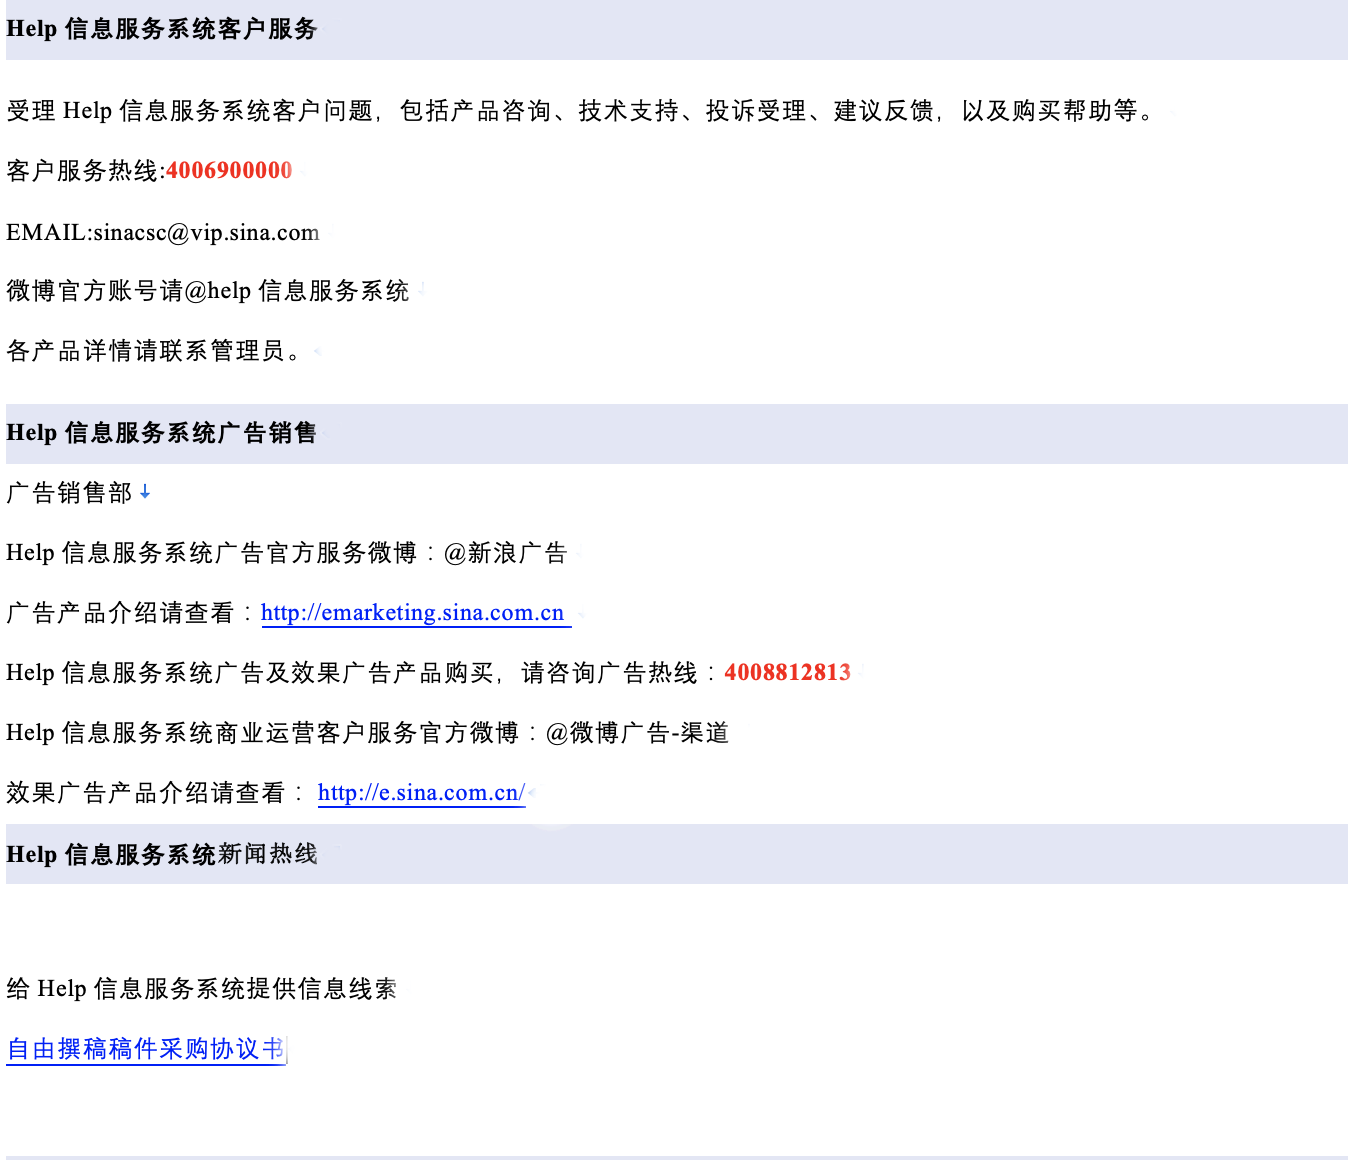 Help 信息服务系统客户服务
受理 Help 信息服务系统客户问题，包括产品咨询、技术支持、投诉受理、建议反馈，以及购买帮助等。
客户服务热线:4006900000
EMAIL:sinacsc@vip.sina.com
微博官方账号请@help 信息服务系统
各产品详情请联系管理员。
Help 信息服务系统广告销售
广告销售部
Help 信息服务系统广告官方服务微博：@新浪广告
广告产品介绍请查看：http://emarketing.sina.com.cn
Help 信息服务系统广告及效果广告产品购买，请咨询广告热线：4008812813
Help 信息服务系统商业运营客户服务官方微博：@微博广告-渠道
效果广告产品介绍请查看： http://e.sina.com.cn/
Help 信息服务系统新闻热线
给 Help 信息服务系统提供信息线索
自由撰稿稿件采购协议书